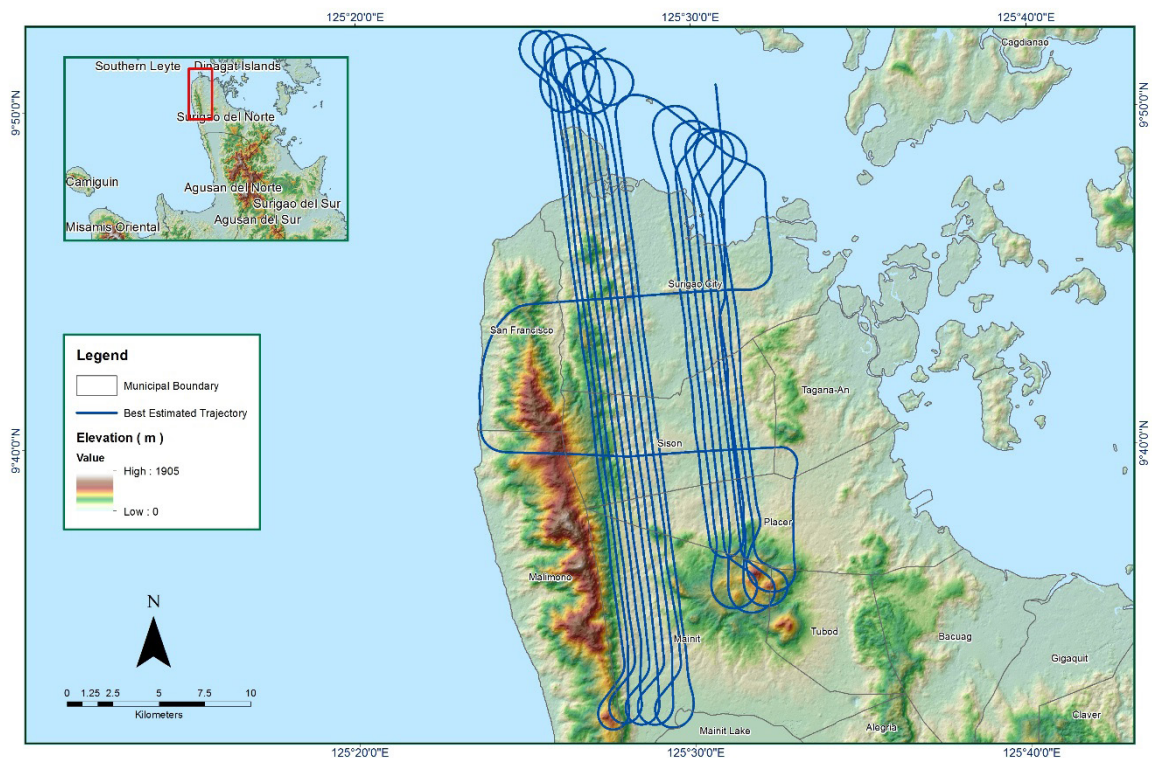 125°20'0"E
125°30'0"E
125°40'0"E
9°50'0"N
9°50'0"N
9°40'0"N
9°40'0"N
Southern Leyte
Dinagat Islands
Surigao del Norte
Camiguin
Agusan del Norte
Surigao del Sur
Agusan del Sur
Misamis Oriental
Cagdianao
Surigao City
San Francisco
Tagana-An
Sison
Placer
Malimono
Mainit
Tubod
Bacuag
Gigaquit
Mainit Lake
Alegria
Claver
Legend
Municipal Boundary
Best Estimated Trajectory
Elevation ( m )
Value
High : 1905
Low : 0
N
0 1.25 2.5 5 7.5 10
Kilometers
125°20'0"E
125°30'0"E
125°40'0"E